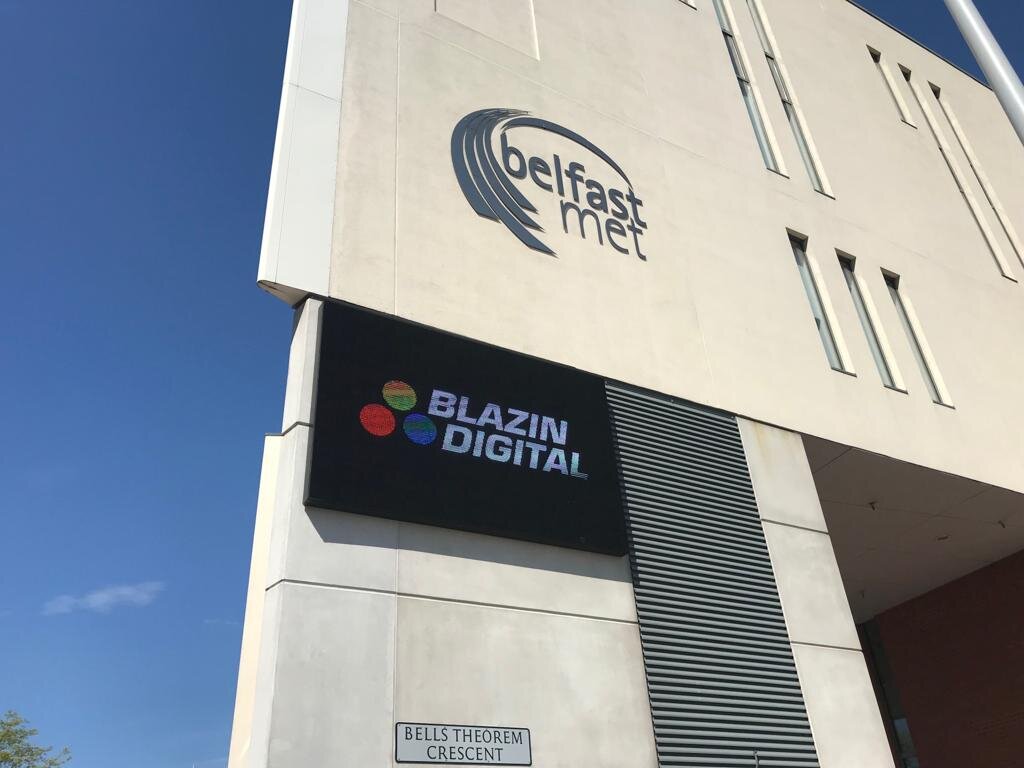 belfast
met
BLAZIN
DIGITAL
BELLS THEOREM
CRESCENT